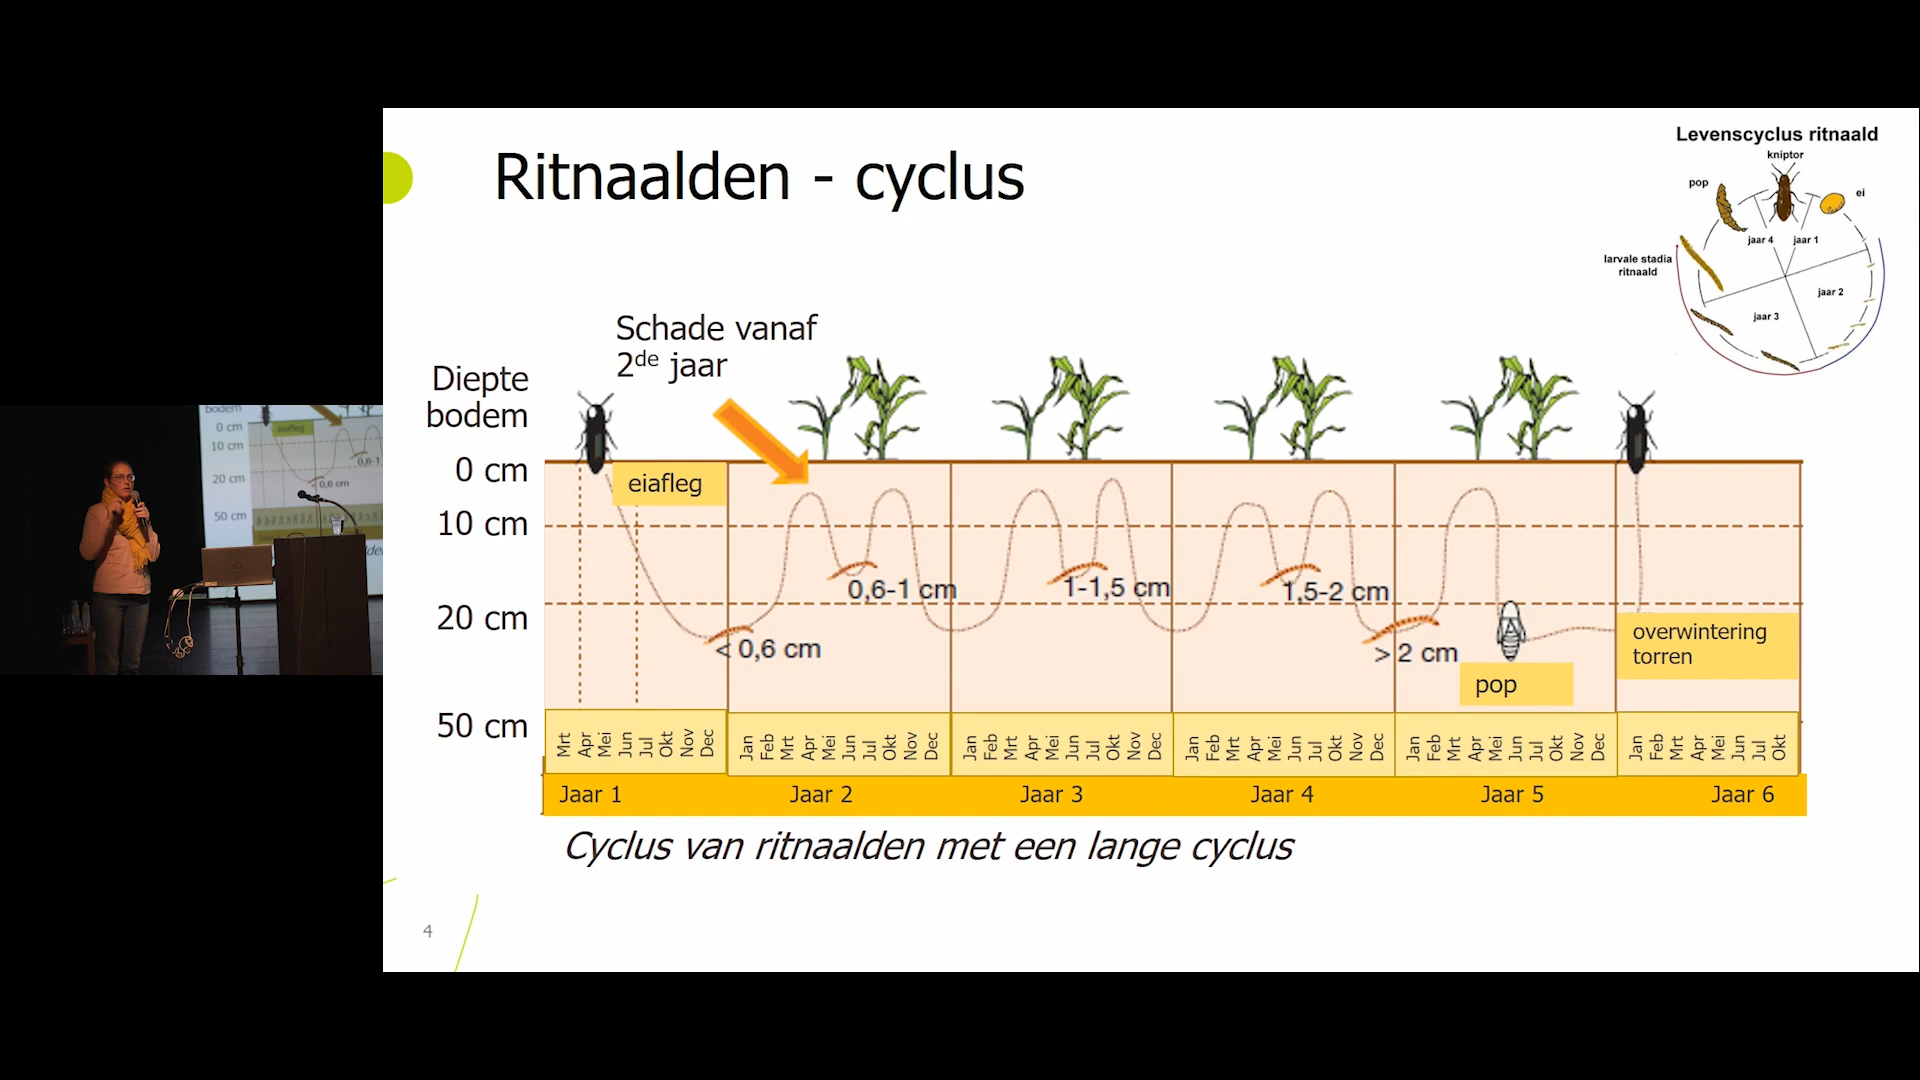 Ritnaalden - cyclus
Levenscyclus ritnaald
kniptor
pop
ei
jaar 4
jaar 1
larvale stadia
ritnaald
jaar 2
jaar 3
Schade vanaf
2de jaar
Diepte
bodem
0 cm
10 cm
20 cm
50 cm
eiafleg
< 0,6 cm
0,6-1 cm
1-1,5 cm
1,5-2 cm
> 2 cm
pop
overwintering
torren
Mrt Apr Mei Jun Jul Okt Nov Dec
Jan Feb Mrt Apr Mei Jun Jul Okt Nov Dec
Jan Feb Mrt Apr Mei Jun Jul Okt Nov Dec
Jan Feb Mrt Apr Mei Jun Jul Okt Nov Dec
Jan Feb Mrt Apr Mei Jun Jul Okt Nov Dec
Jan Feb Mrt Apr Mei Jun Jul Okt
Jaar 1 Jaar 2 Jaar 3 Jaar 4 Jaar 5 Jaar 6
Cyclus van ritnaalden met een lange cyclus
4
bodem
0 cm
10 cm
20 cm
50 cm
eiafleg
0,6-1
< 0,6 cm